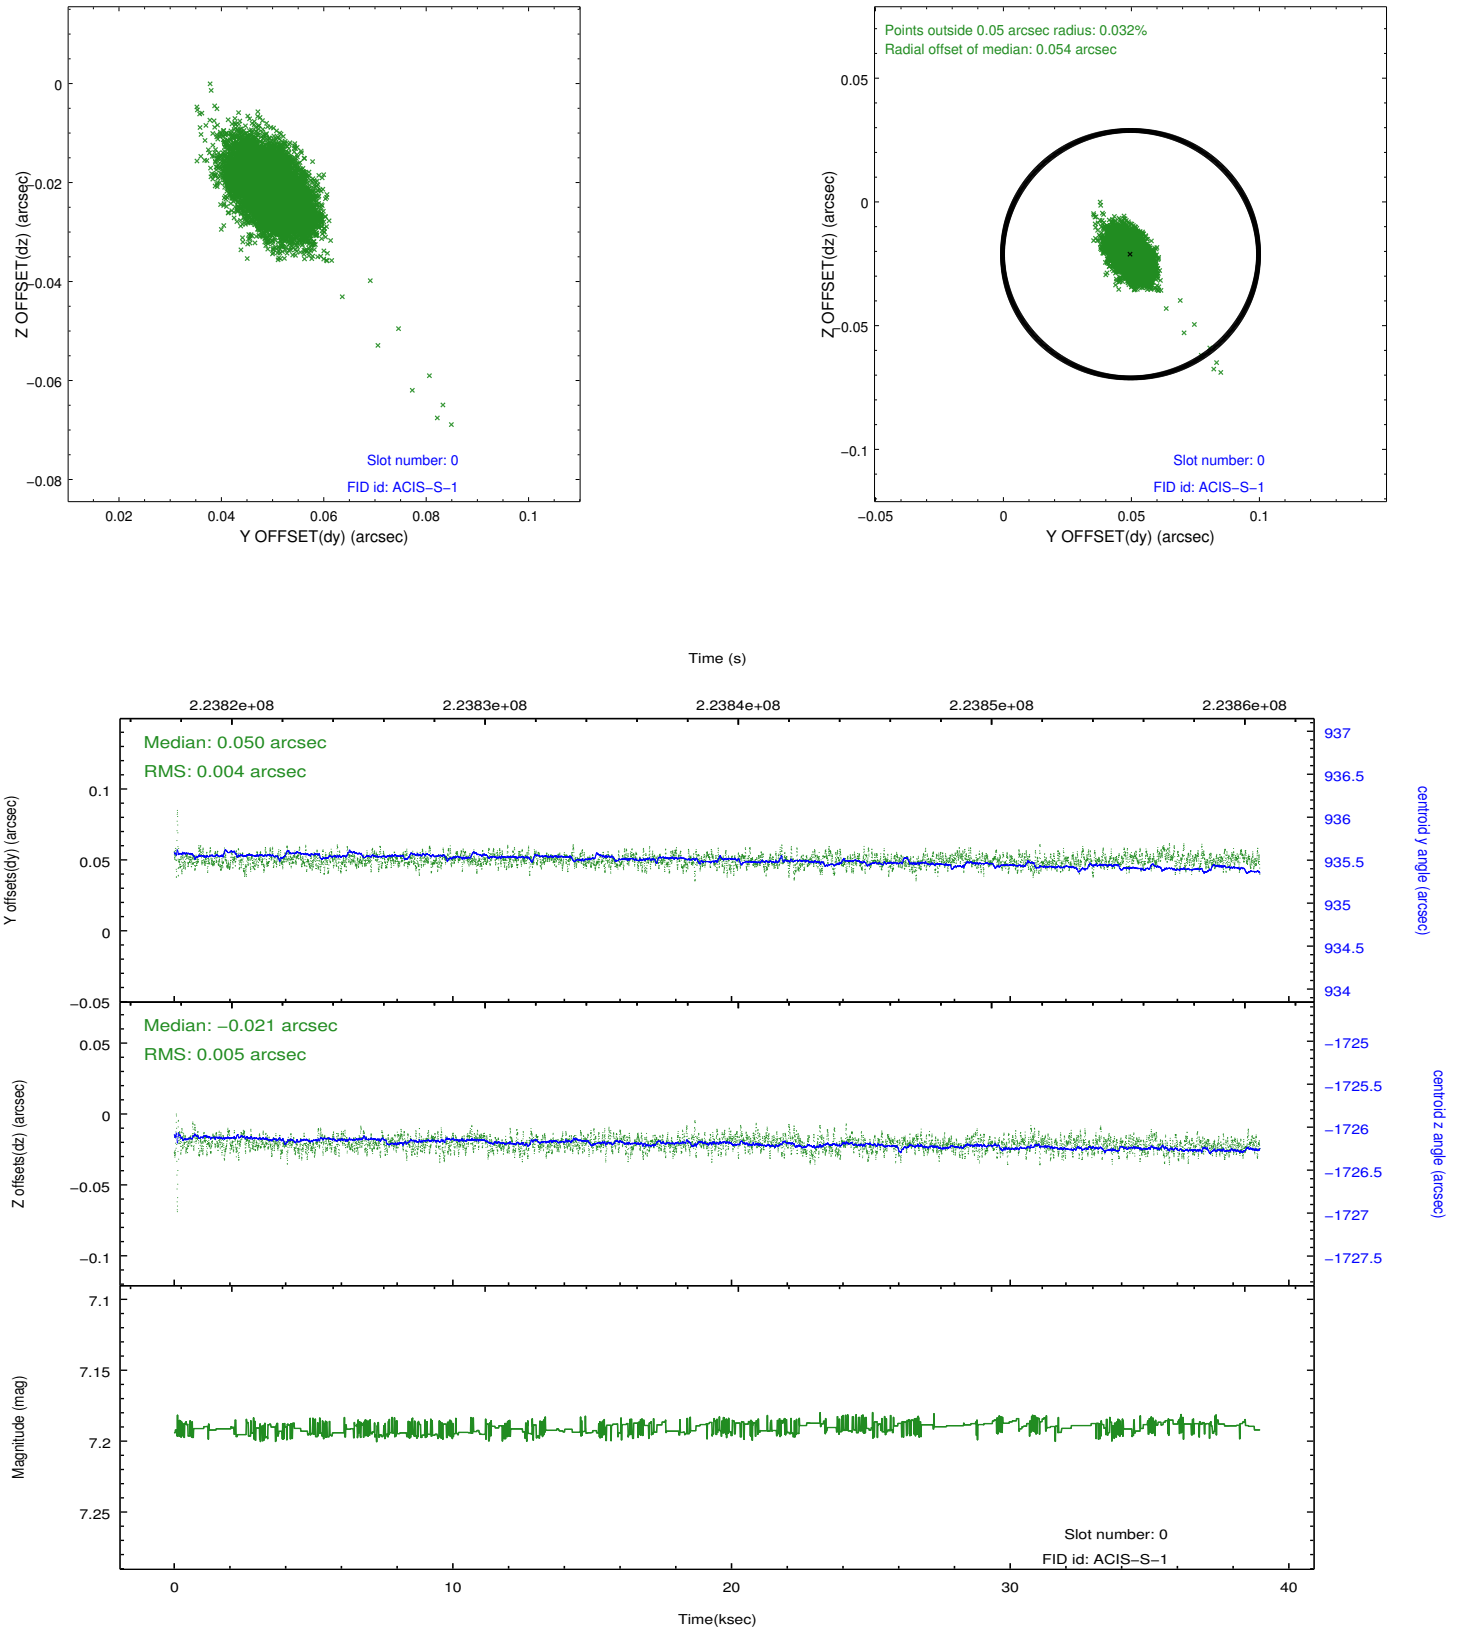 0
−0.02
−0.04
−0.06
−0.08
Z OFFSET(dz) (arcsec)
Slot number: 0
FID id: ACIS−S−1
0.02 0.04 0.06 0.08 0.1
Y OFFSET(dy) (arcsec)
Points outside 0.05 arcsec radius: 0.032%
Radial offset of median: 0.054 arcsec
0.05
0
−0.05
−0.1
Z OFFSET(dz) (arcsec)
Slot number: 0
FID id: ACIS−S−1
−0.05 0 0.05 0.1
Y OFFSET(dy) (arcsec)
Time (s)
2.2382e+08 2.2383e+08 2.2384e+08 2.2385e+08 2.2386e+08
Median: 0.050 arcsec
RMS: 0.004 arcsec
0.1
0.05
0
−0.05
Y offsets(dy) (arcsec)
937
936.5
936
935.5
935
934.5
934
centroid y angle (arcsec)
Median: −0.021 arcsec
RMS: 0.005 arcsec
0.05
0
−0.05
−0.1
Z offsets(dz) (arcsec)
−1725
−1725.5
−1726
−1726.5
−1727
−1727.5
centroid z angle (arcsec)
7.1
7.15
7.2
7.25
Magnitude (mag)
Slot number: 0
FID id: ACIS−S−1
0 10 20 30 40
Time(ksec)